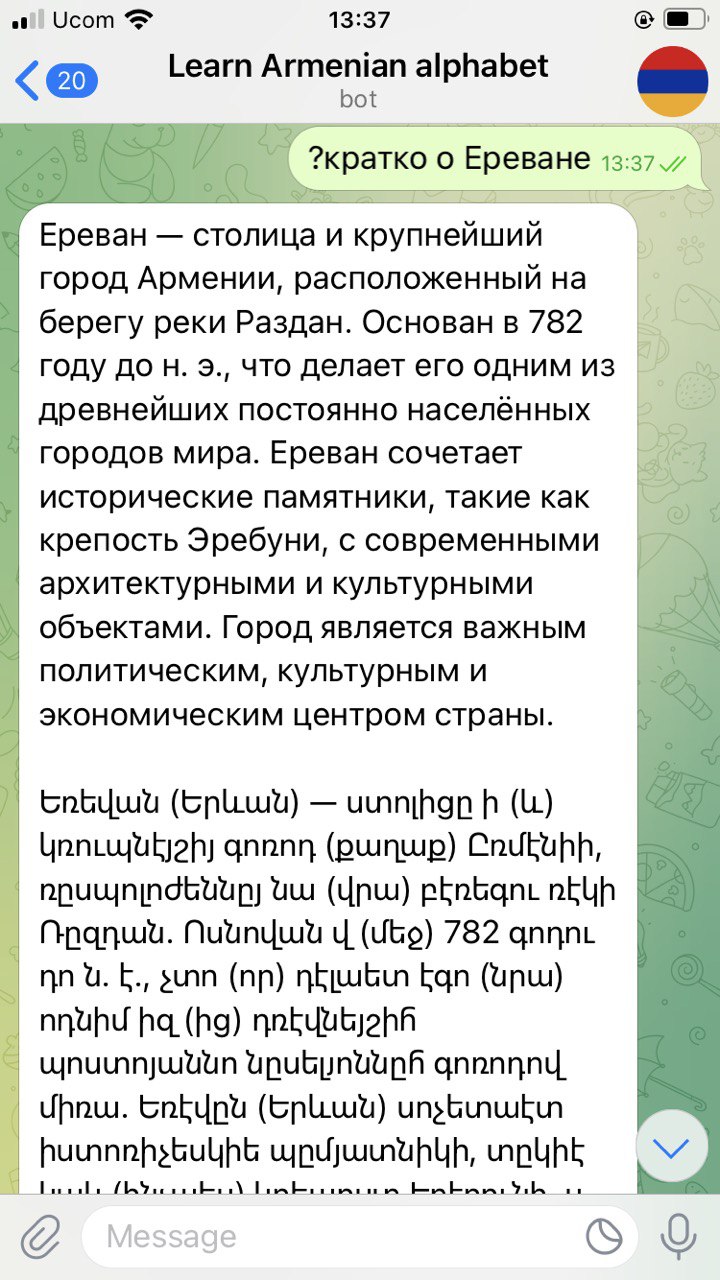 Ucom
13:37
20
Learn Armenian alphabet
bot
?кратко о Ереване 13:37
Ереван — столица и крупнейший
город Армении, расположенный на
берегу реки Раздан. Основан в 782
году до н. э., что делает его одним из
древнейших постоянно населённых
городов мира. Ереван сочетает
исторические памятники, такие как
крепость Эребуни, с современными
архитектурными и культурными
объектами. Город является важным
политическим, культурным и
экономическим центром страны.
Եռեվան (Երևան) — ստոլիցը ի (և)
կռուպնէյշիյ գոռոդ (քաղաք) Ըռմէնիի,
ռըսպոլոժեննըյ նա (վրա) բէռեգու ռէկի
Ռըզդան. Ոսնովան վ (մեջ) 782 գոդու
դո ն. է., չտո (որ) դէլաետ էգո (նրա)
ոդնիմ իզ (ից) դռէվնեյշիհ
պոստոյաննո նըսելյոննըհ գոռոդով
միռա. Եռէվըն (Երևան) սոչետաէտ
իստոռիչեսկիե պըմյատնիկի, տըկիէ
Message